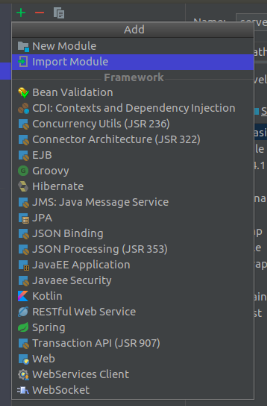 Add
Name: serve
New Module
Import Module
Framework
Bean Validation
CDI: Contexts and Dependency Injection
Concurrency Utils (JSR 236)
Connector Architecture (JSR 322)
EJB
Groovy
Hibernate
JMS: Java Message Service
JPA
JSON Binding
JSON Processing (JSR 353)
JavaEE Application
Javaee Security
Kotlin
RESTful Web Service
Spring
Transaction API (JSR 907)
Web
WebServices Client
WebSocket